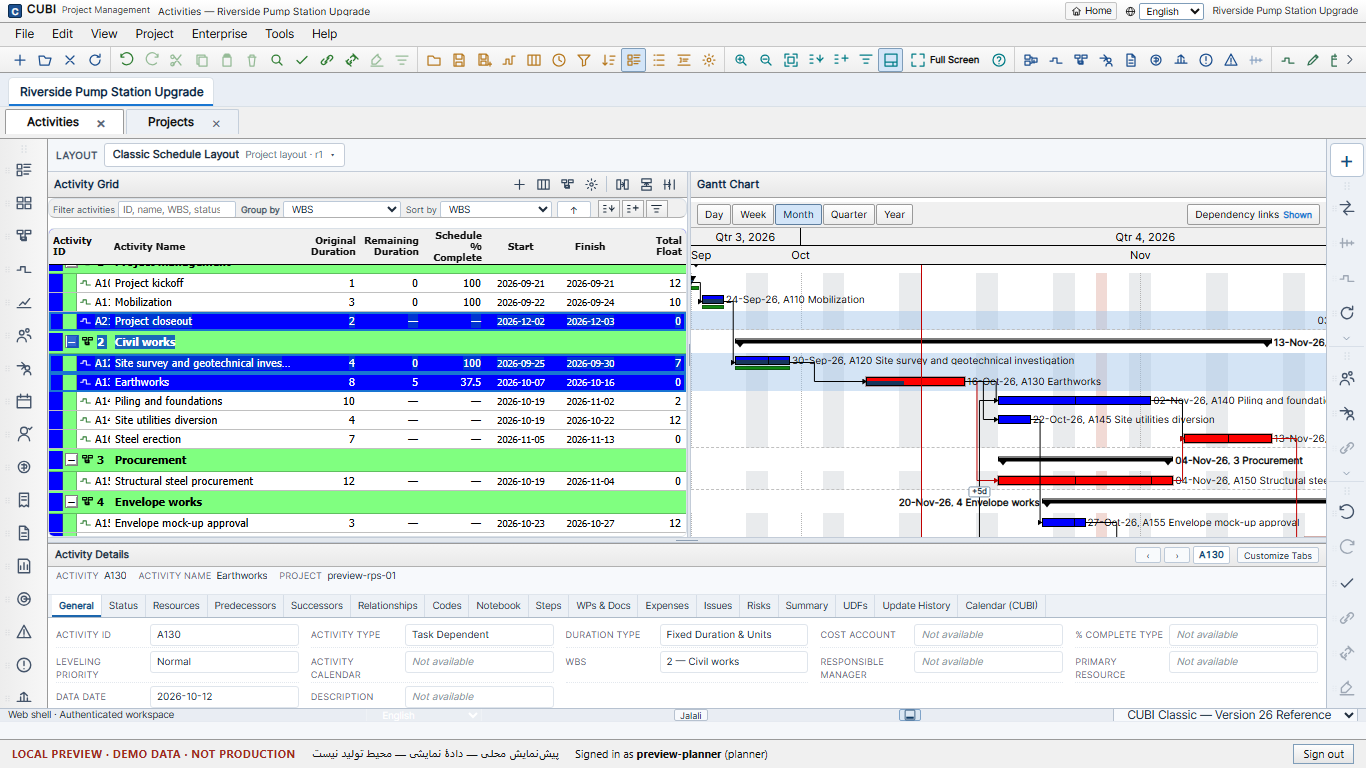 CUBI Project Management Activities — Riverside Pump Station Upgrade
Home English Riverside Pump Station Upgrade
File Edit View Project Enterprise Tools Help
Full Screen
Riverside Pump Station Upgrade
Activities × Projects ×
LAYOUT Classic Schedule Layout Project layout · r1
Activity Grid
Filter activities ID, name, WBS, status Group by WBS Sort by WBS
Activity ID Activity Name Original Duration Remaining Duration Schedule % Complete Start Finish Total Float
Project kickoff 1 0 100 2026-09-21 2026-09-21 12
Mobilization 3 0 100 2026-09-22 2026-09-24 10
Project closeout 2 — — 2026-12-02 2026-12-03 0
2 Civil works
Site survey and geotechnical inves... 4 0 100 2026-09-25 2026-09-30 7
Earthworks 8 5 37.5 2026-10-07 2026-10-16 0
Piling and foundations 10 — — 2026-10-19 2026-11-02 2
Site utilities diversion 4 — — 2026-10-19 2026-10-22 12
Steel erection 7 — — 2026-11-05 2026-11-13 0
3 Procurement
Structural steel procurement 12 — — 2026-10-19 2026-11-04 0
4 Envelope works
Envelope mock-up approval 3 — — 2026-10-23 2026-10-27 12
Gantt Chart
Day Week Month Quarter Year Dependency links Shown
Qtr 3, 2026 Qtr 4, 2026
Sep Oct Nov
24-Sep-26, A110 Mobilization
13-Nov-26,
30-Sep-26, A120 Site survey and geotechnical investigation
16-Oct-26, A130 Earthworks
02-Nov-26, A140 Piling and foundati
22-Oct-26, A145 Site utilities diversion
13-Nov-26,
04-Nov-26, 3 Procurement
04-Nov-26, A150 Structural stee
+5d
20-Nov-26, 4 Envelope works
27-Oct-26, A155 Envelope mock-up approval
Activity Details
‹ › A130 Customize Tabs
ACTIVITY A130 ACTIVITY NAME Earthworks PROJECT preview-rps-01
General Status Resources Predecessors Successors Relationships Codes Notebook Steps WPs & Docs Expenses Issues Risks Summary UDFs Update History Calendar (CUBI)
ACTIVITY ID A130 ACTIVITY TYPE Task Dependent DURATION TYPE Fixed Duration & Units COST ACCOUNT Not available % COMPLETE TYPE Not available
LEVELING PRIORITY Normal ACTIVITY CALENDAR Not available WBS 2 — Civil works RESPONSIBLE MANAGER Not available PRIMARY RESOURCE Not available
DATA DATE 2026-10-12 DESCRIPTION Not available
Web shell · Authenticated workspace English Jalali CUBI Classic — Version 26 Reference
LOCAL PREVIEW · DEMO DATA · NOT PRODUCTION پیش‌نمایش محلی — دادهٔ نمایشی — محیط تولید نیست Signed in as preview-planner (planner) Sign out